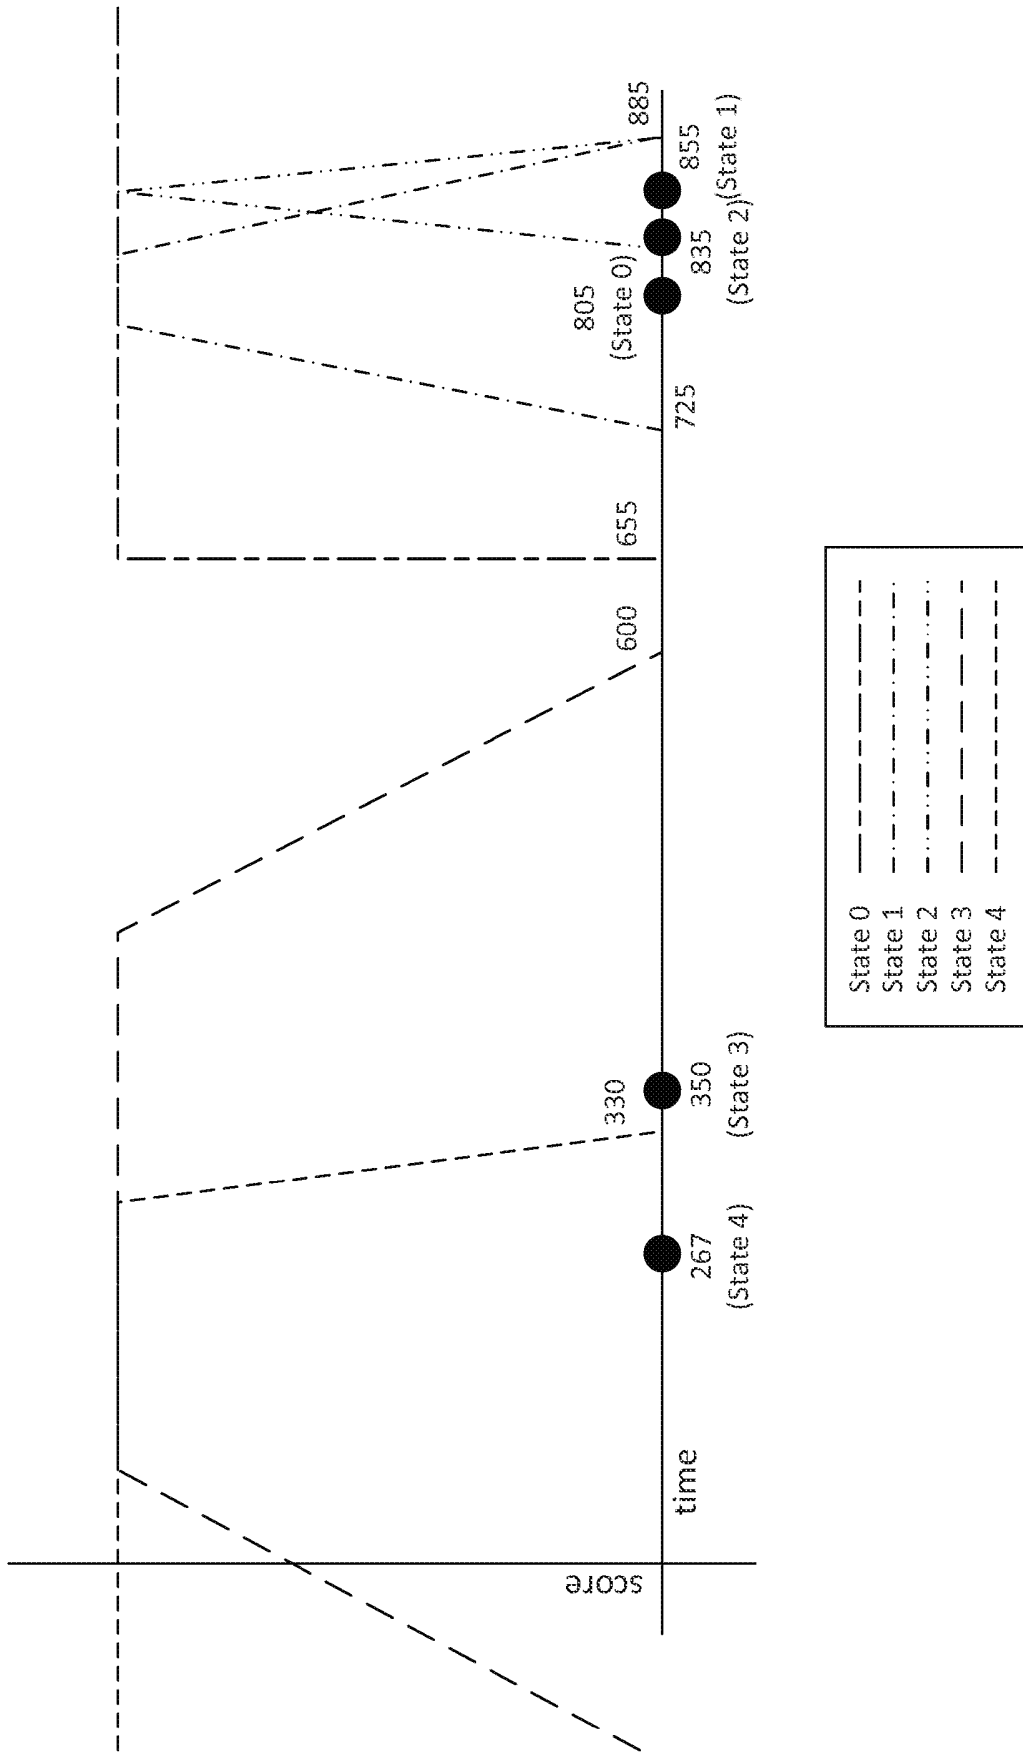 score
time
267
(State 4)
330
350
(State 3)
600
655
725
805
(State 0)
835
(State 2)
855
(State 1)
885
State 0
State 1
State 2
State 3
State 4